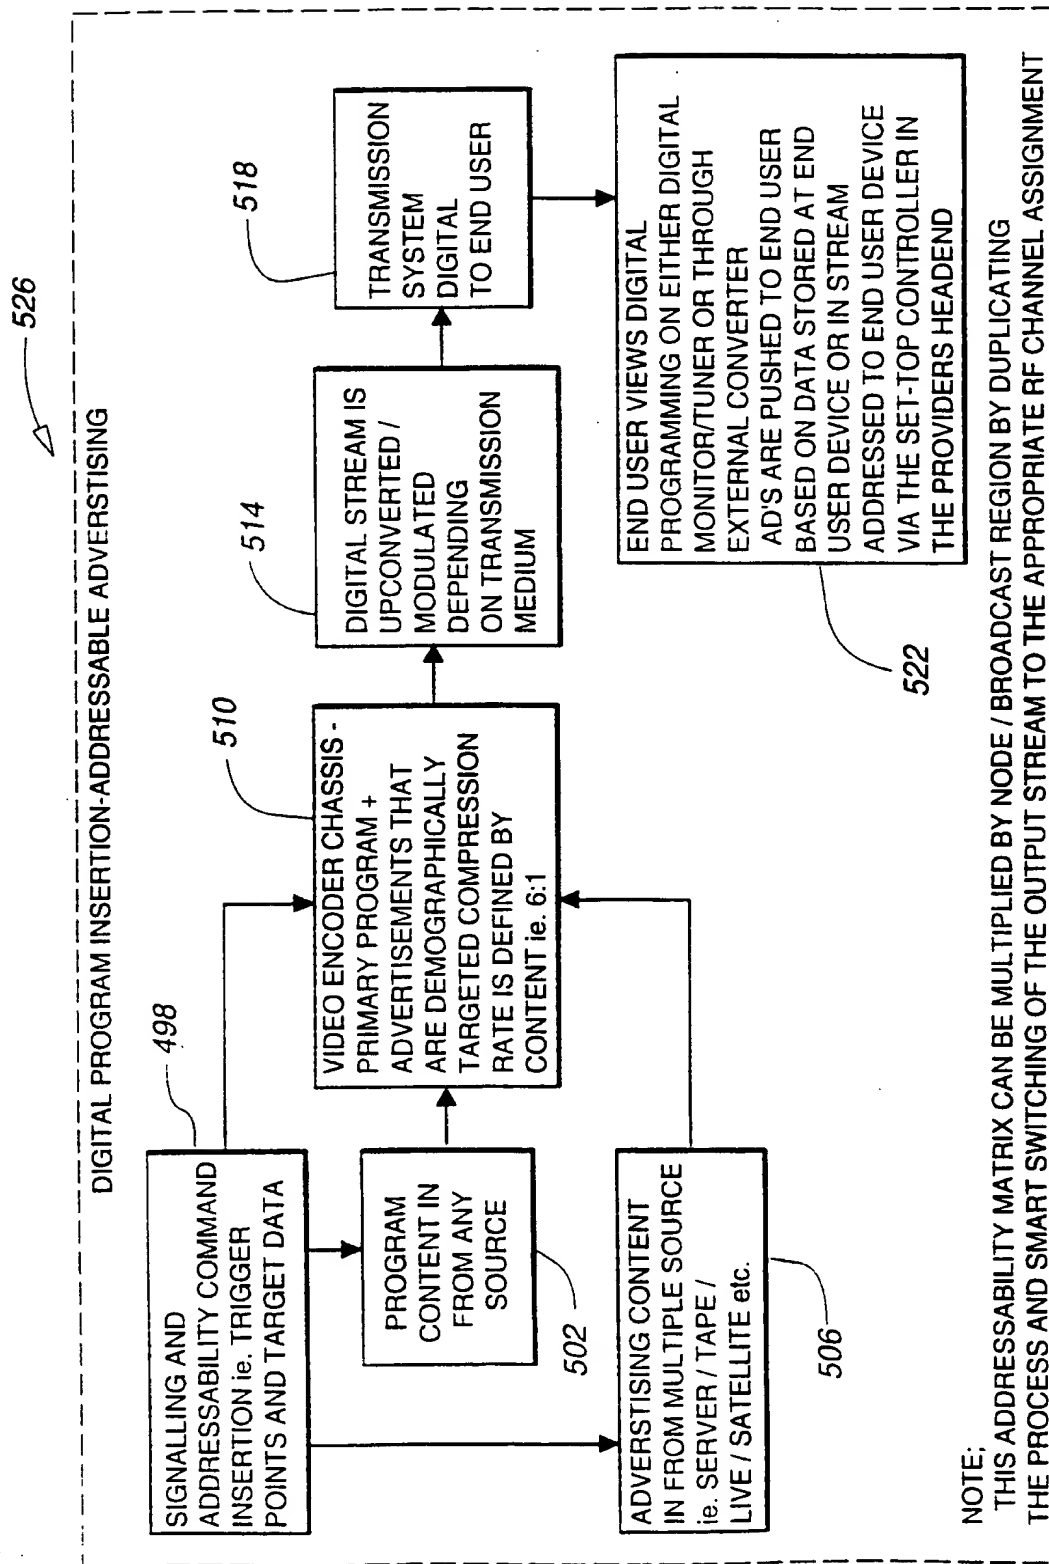 526
DIGITAL PROGRAM INSERTION-ADDRESSABLE ADVERSTISING
498
SIGNALLING AND
ADDRESSABILITY COMMAND
INSERTION ie. TRIGGER
POINTS AND TARGET DATA
PROGRAM
CONTENT IN
FROM ANY
SOURCE
502
ADVERSTISING CONTENT
IN FROM MULTIPLE SOURCE
ie. SERVER / TAPE /
LIVE / SATELLITE etc.
506
510
VIDEO ENCODER CHASSIS -
PRIMARY PROGRAM +
ADVERTISEMENTS THAT
ARE DEMOGRAPHICALLY
TARGETED COMPRESSION
RATE IS DEFINED BY
CONTENT ie. 6:1
514
DIGITAL STREAM IS
UPCONVERTED /
MODULATED
DEPENDING
ON TRANSMISSION
MEDIUM
518
TRANSMISSION
SYSTEM
DIGITAL
TO END USER
END USER VIEWS DIGITAL
PROGRAMMING ON EITHER DIGITAL
MONITOR/TUNER OR THROUGH
EXTERNAL CONVERTER
AD'S ARE PUSHED TO END USER
BASED ON DATA STORED AT END
USER DEVICE OR IN STREAM
ADDRESSED TO END USER DEVICE
VIA THE SET-TOP CONTROLLER IN
THE PROVIDERS HEADEND
522
NOTE;
THIS ADDRESSABILITY MATRIX CAN BE MULTIPLIED BY NODE / BROADCAST REGION BY DUPLICATING
THE PROCESS AND SMART SWITCHING OF THE OUTPUT STREAM TO THE APPROPRIATE RF CHANNEL ASSIGNMENT